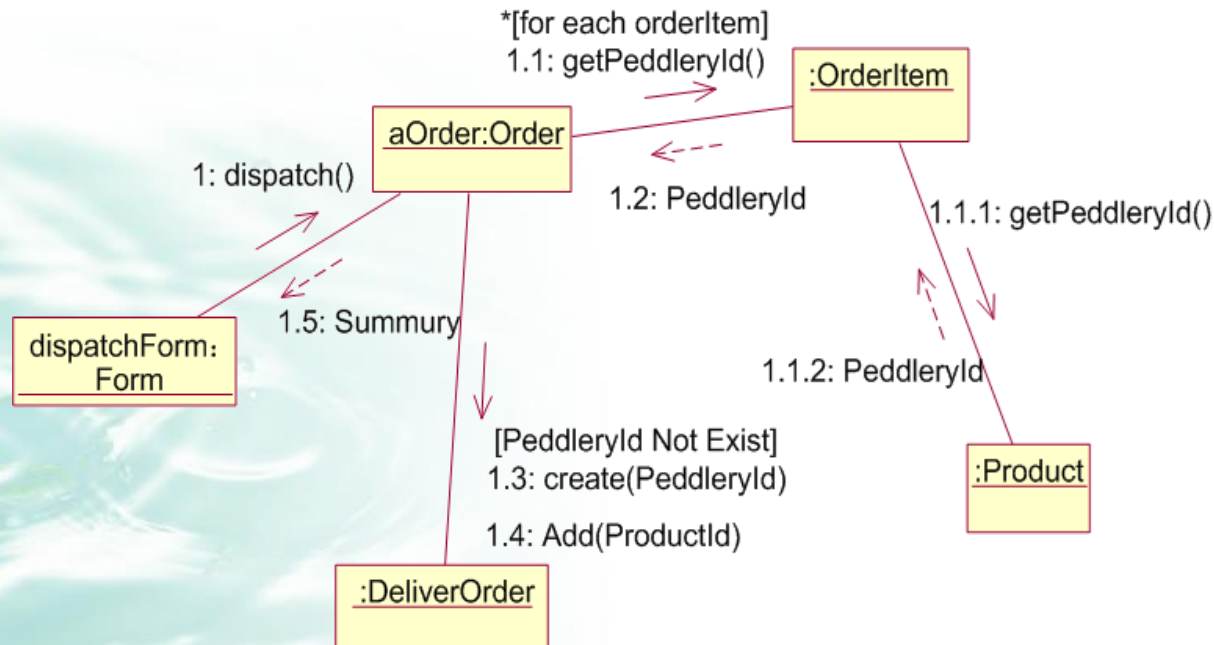 *[for each orderItem]
1.1: getPeddleryId()
:OrderItem
aOrder:Order
1: dispatch()
1.2: PeddleryId
1.1.1: getPeddleryId()
1.5: Summury
dispatchForm：
Form
1.1.2: PeddleryId
[PeddleryId Not Exist]
1.3: create(PeddleryId)
:Product
1.4: Add(ProductId)
:DeliverOrder